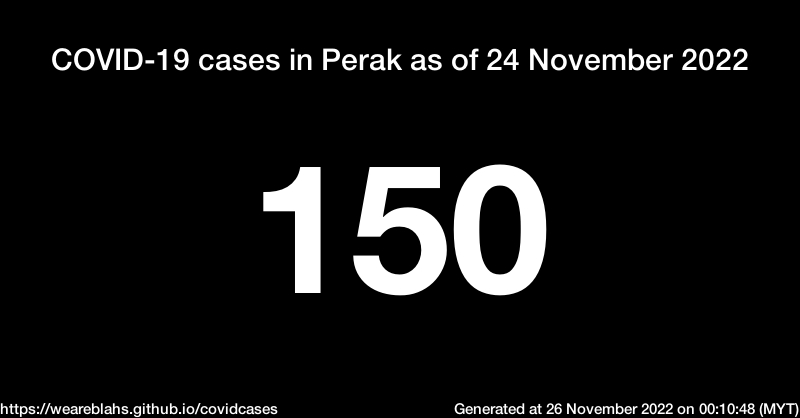 COVID-19 cases in Perak as of 24 November 2022
150
https://weareblahs.github.io/covidcases
Generated at 26 November 2022 on 00:10:48 (MYT)